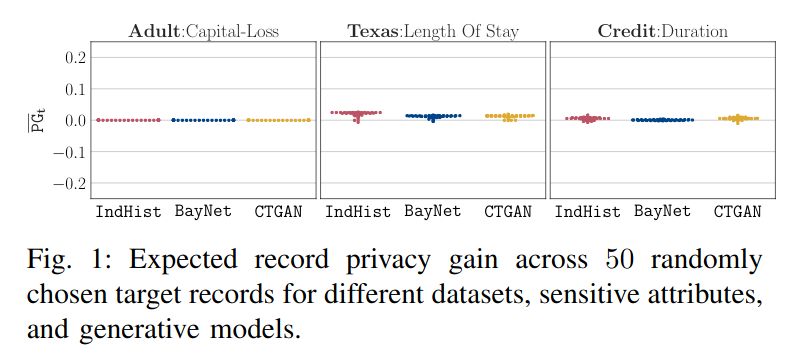 Adult:Capital-Loss Texas:Length Of Stay Credit:Duration
0.2
0.1
0.0
−0.1
−0.2
PGt
IndHist BayNet CTGAN IndHist BayNet CTGAN IndHist BayNet CTGAN
Fig. 1: Expected record privacy gain across 50 randomly
chosen target records for different datasets, sensitive attributes,
and generative models.